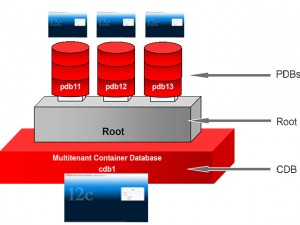 pdb11
pdb12
pdb13
PDBs
Root
Root
Multitenant Container Database
cdb1
CDB
12c